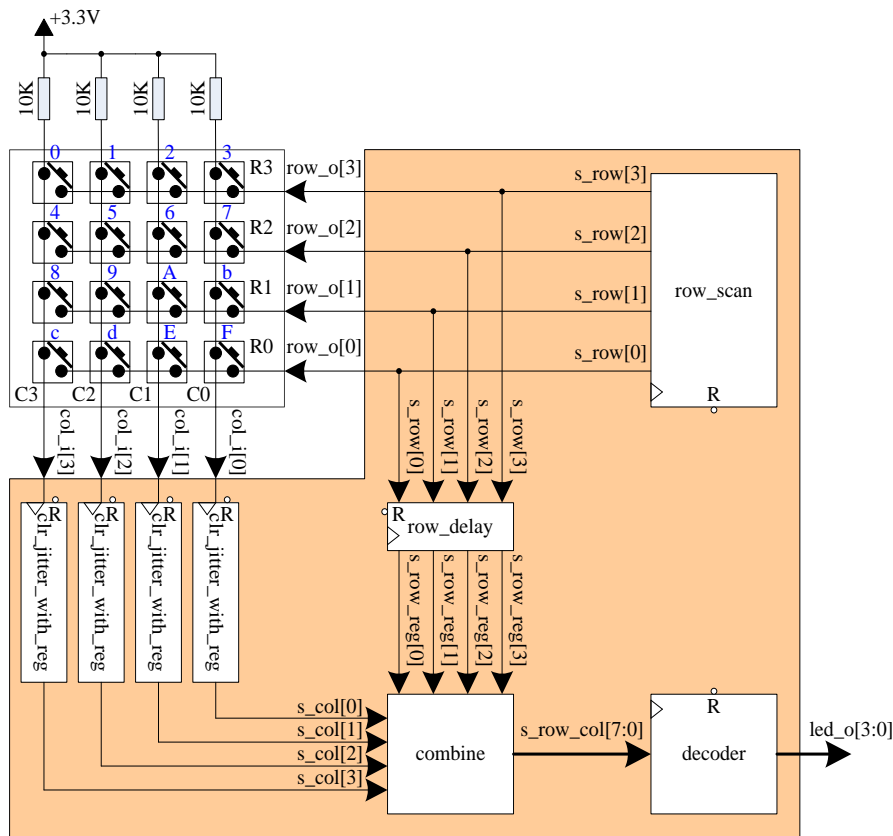 +3.3V
10K
10K
10K
10K
0
1
2
3
R3
row_o[3]
s_row[3]
4
5
6
7
R2
row_o[2]
s_row[2]
8
9
A
b
R1
row_o[1]
s_row[1]
row_scan
c
d
E
F
R0
row_o[0]
s_row[0]
R
C3
C2
C1
C0
col_i[3]
col_i[2]
col_i[1]
col_i[0]
s_row[0]
s_row[1]
s_row[2]
s_row[3]
R
clr_jitter_with_reg
R
clr_jitter_with_reg
R
clr_jitter_with_reg
R
clr_jitter_with_reg
R
row_delay
s_row_reg[0]
s_row_reg[1]
s_row_reg[2]
s_row_reg[3]
s_col[0]
s_col[1]
s_col[2]
s_col[3]
combine
s_row_col[7:0]
R
decoder
led_o[3:0]